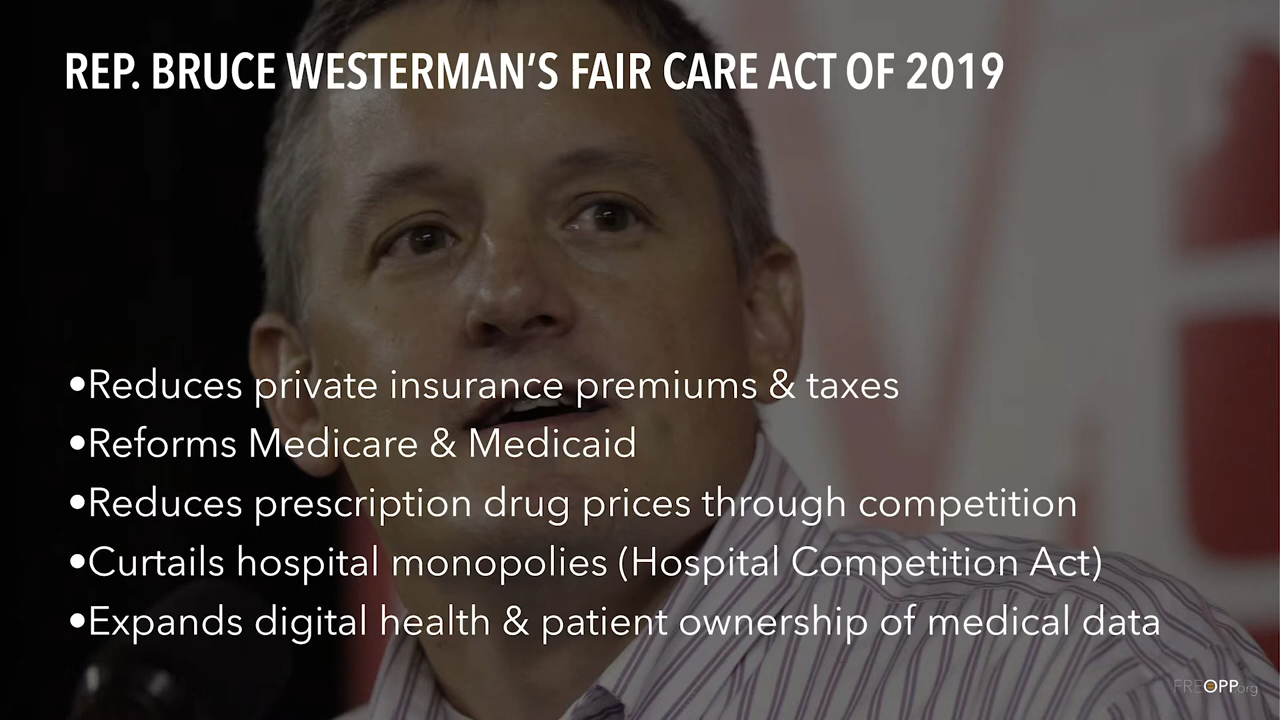 REP. BRUCE WESTERMAN’S FAIR CARE ACT OF 2019
•Reduces private insurance premiums & taxes
•Reforms Medicare & Medicaid
•Reduces prescription drug prices through competition
•Curtails hospital monopolies (Hospital Competition Act)
•Expands digital health & patient ownership of medical data
FREOPP.org